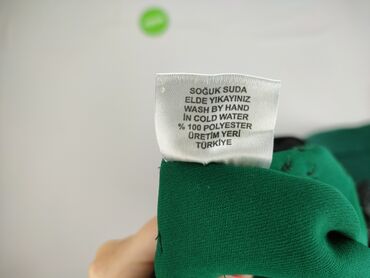 SOĞUK SUDA
ELDE YIKAYINIZ
WASH BY HAND
İN COLD WATER
% 100 POLYESTER
ÜRETİM YERİ
TÜRKİYE